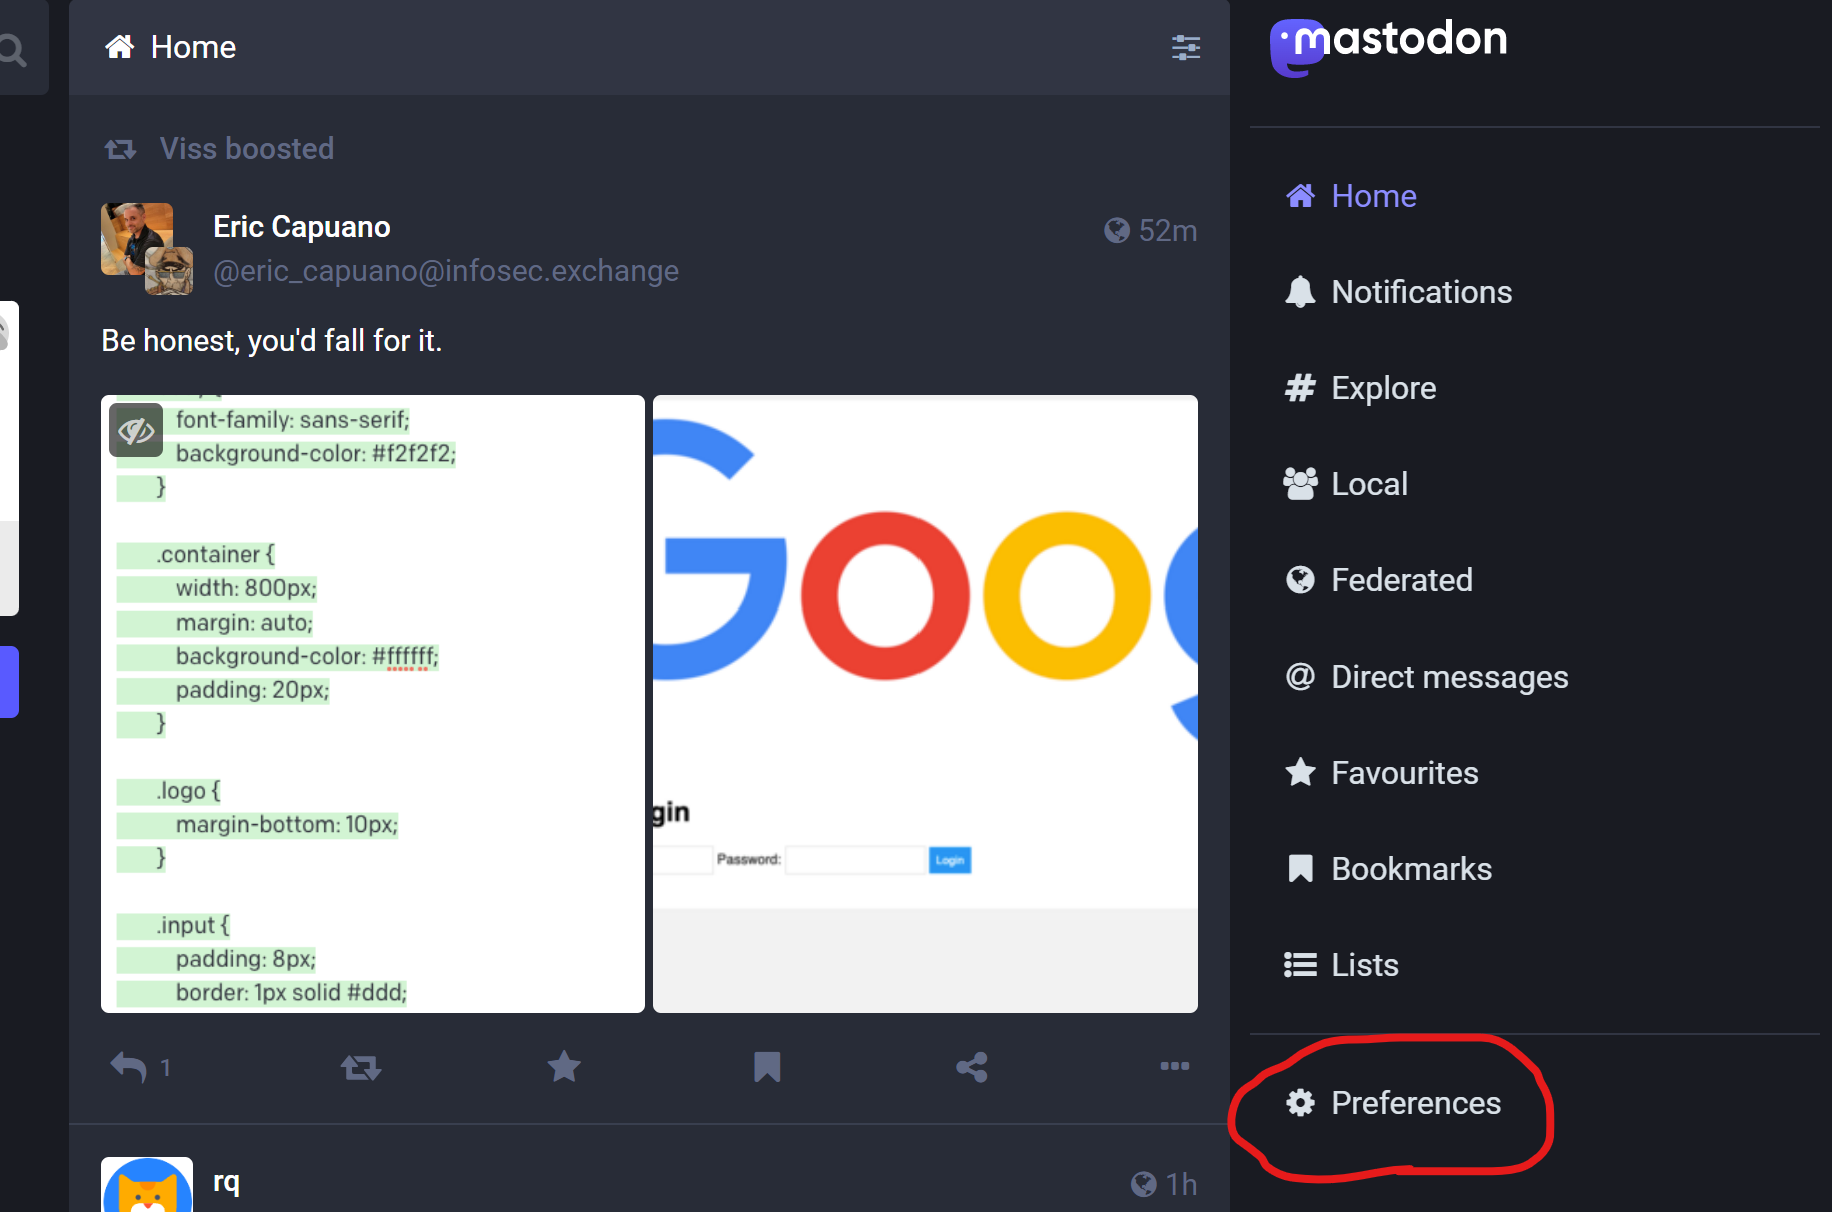 Home
Viss boosted
Eric Capuano
52m
@eric_capuano@infosec.exchange
Be honest, you'd fall for it.
font-family: sans-serif;
background-color: #f2f2f2;
}
.container {
width: 800px;
margin: auto;
background-color: #ffffff;
padding: 20px;
}
.logo {
margin-bottom: 10px;
}
.input {
padding: 8px;
border: 1px solid #ddd;
Goog
gin
Password:
Login
1
rq
1h
mastodon
Home
Notifications
Explore
Local
Federated
Direct messages
Favourites
Bookmarks
Lists
Preferences